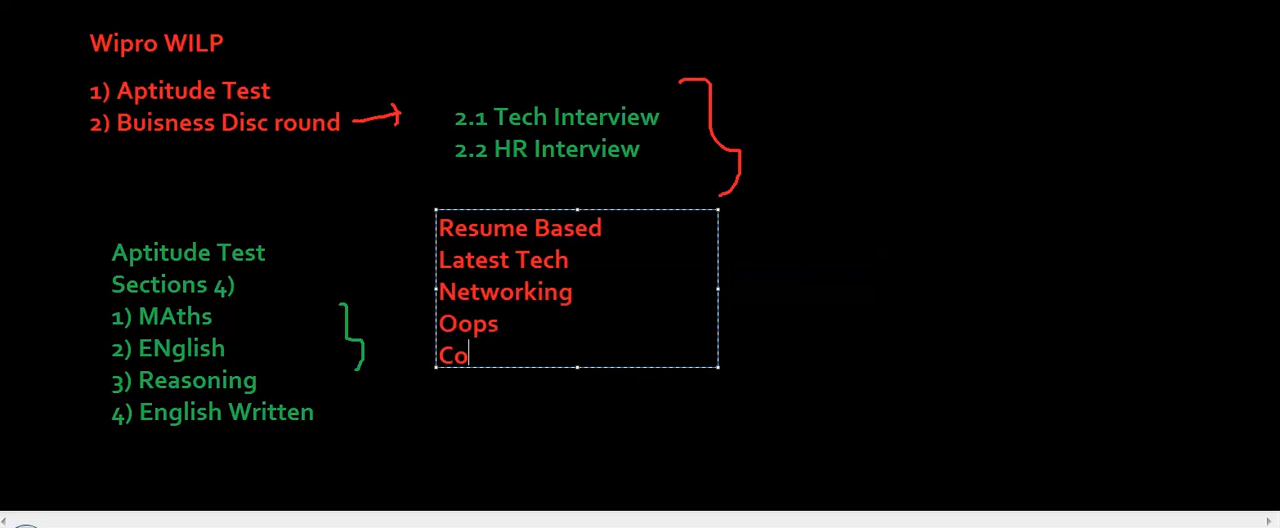 Wipro WILP
1) Aptitude Test
2) Buisness Disc round
2.1 Tech Interview
2.2 HR Interview
Aptitude Test
Sections 4)
1) MAths
2) ENglish
3) Reasoning
4) English Written
Resume Based
Latest Tech
Networking
Oops
Co